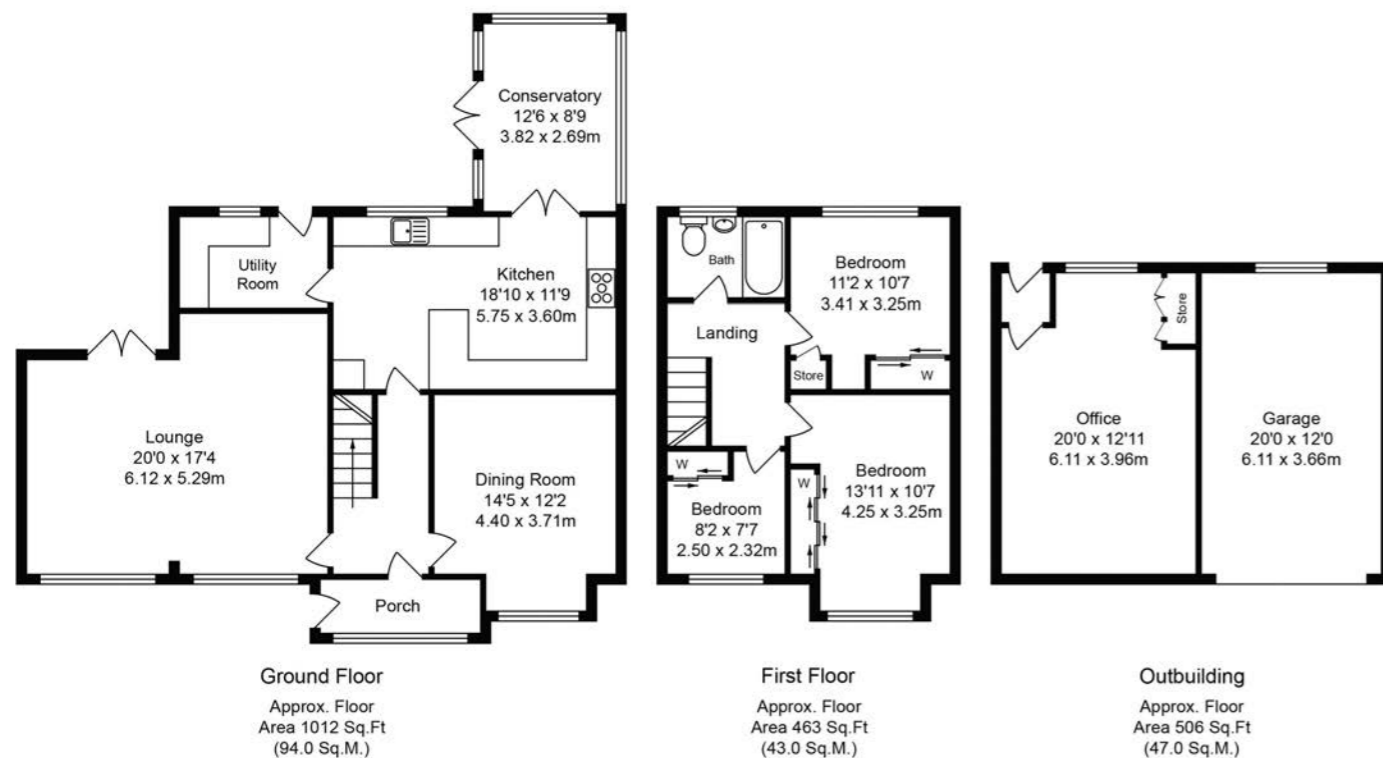 Conservatory
12'6 x 8'9
3.82 x 2.69m
Utility
Room
Kitchen
18'10 x 11'9
5.75 x 3.60m
Lounge
20'0 x 17'4
6.12 x 5.29m
Dining Room
14'5 x 12'2
4.40 x 3.71m
Porch
Ground Floor
Approx. Floor
Area 1012 Sq.Ft
(94.0 Sq.M.)
Bath
Bedroom
11'2 x 10'7
3.41 x 3.25m
Landing
Store
W
W
Bedroom
8'2 x 7'7
2.50 x 2.32m
W
Bedroom
13'11 x 10'7
4.25 x 3.25m
First Floor
Approx. Floor
Area 463 Sq.Ft
(43.0 Sq.M.)
Store
Office
20'0 x 12'11
6.11 x 3.96m
Garage
20'0 x 12'0
6.11 x 3.66m
Outbuilding
Approx. Floor
Area 506 Sq.Ft
(47.0 Sq.M.)